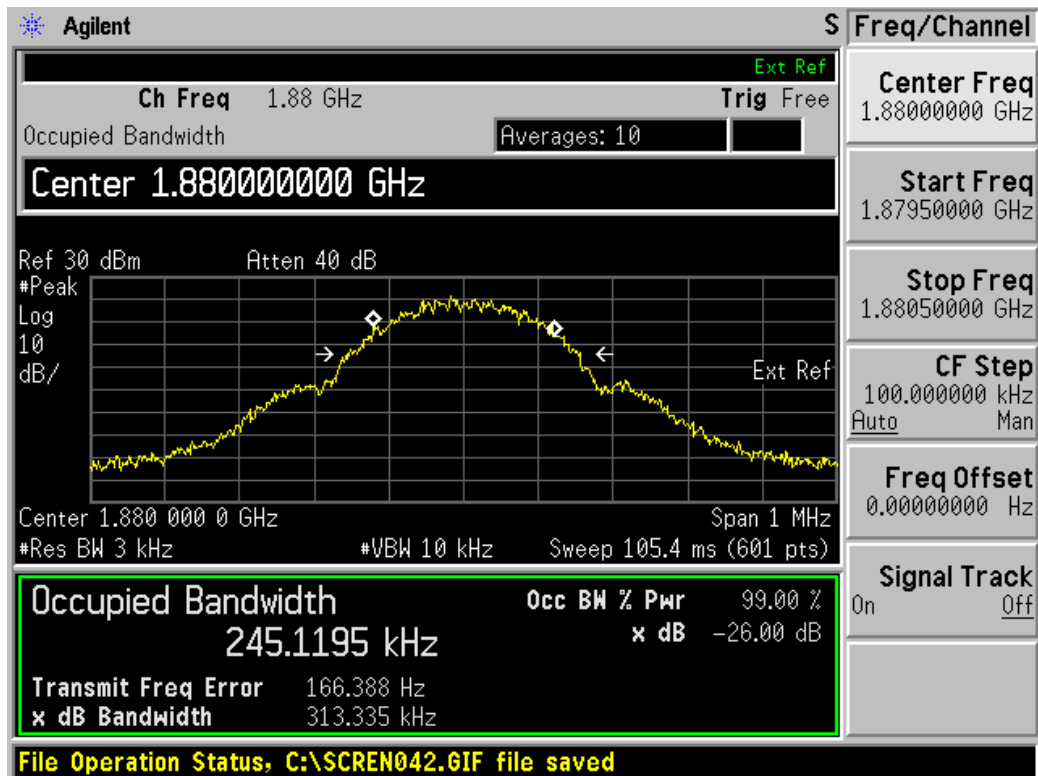 Agilent S
Freq/Channel
Ext Ref
Ch Freq 1.88 GHz Trig Free
Occupied Bandwidth Averages: 10
Center 1.880000000 GHz
Ref 30 dBm Atten 40 dB
#Peak
Log
10
dB/
Ext Ref
Center 1.880 000 0 GHz Span 1 MHz
#Res BW 3 kHz #VBW 10 kHz Sweep 105.4 ms (601 pts)
Occupied Bandwidth Occ BW % Pwr 99.00 %
245.1195 kHz x dB -26.00 dB
Transmit Freq Error 166.388 Hz
x dB Bandwidth 313.335 kHz
File Operation Status, C:\SCREN042.GIF file saved
Center Freq
1.88000000 GHz
Start Freq
1.87950000 GHz
Stop Freq
1.88050000 GHz
CF Step
100.000000 kHz
Auto Man
Freq Offset
0.00000000 Hz
Signal Track
On Off